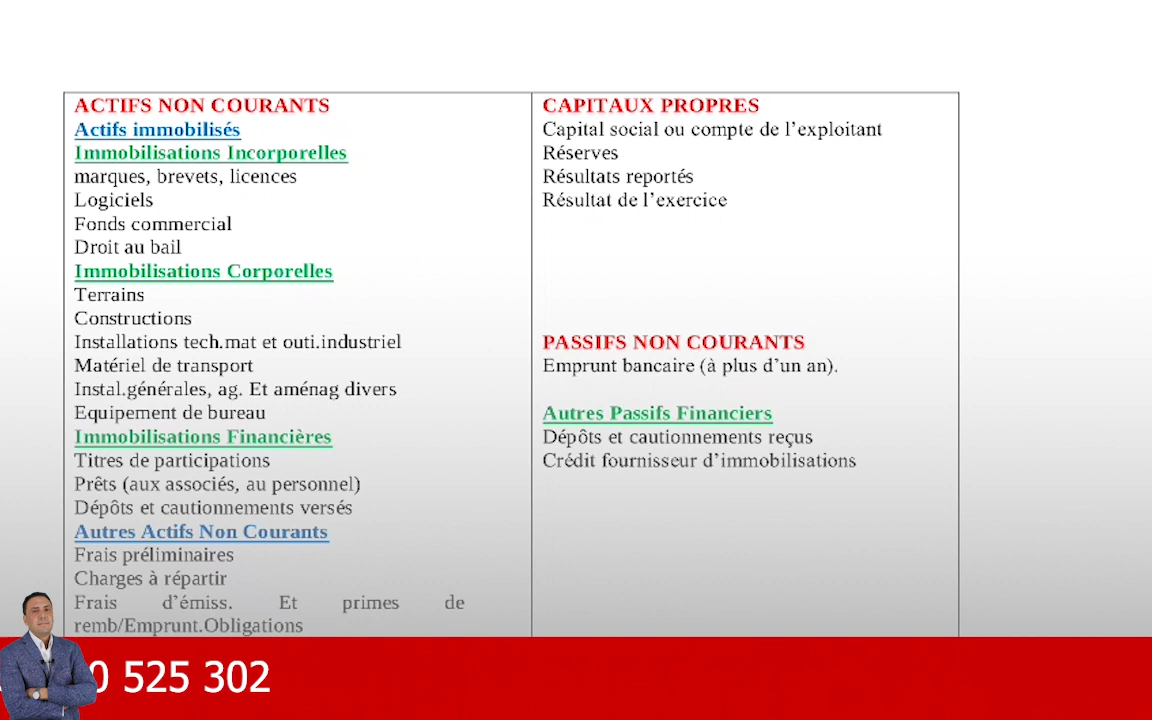 ACTIFS NON COURANTS
Actifs immobilisés
Immobilisations Incorporelles
marques, brevets, licences
Logiciels
Fonds commercial
Droit au bail
Immobilisations Corporelles
Terrains
Constructions
Installations tech.mat et outi.industriel
Matériel de transport
Instal.générales, ag. Et aménag divers
Equipement de bureau
Immobilisations Financières
Titres de participations
Prêts (aux associés, au personnel)
Dépôts et cautionnements versés
Autres Actifs Non Courants
Frais préliminaires
Charges à répartir
Frais d’émiss. Et primes de
remb/Emprunt.Obligations
CAPITAUX PROPRES
Capital social ou compte de l’exploitant
Réserves
Résultats reportés
Résultat de l’exercice
PASSIFS NON COURANTS
Emprunt bancaire (à plus d’un an).
Autres Passifs Financiers
Dépôts et cautionnements reçus
Crédit fournisseur d’immobilisations
0 525 302